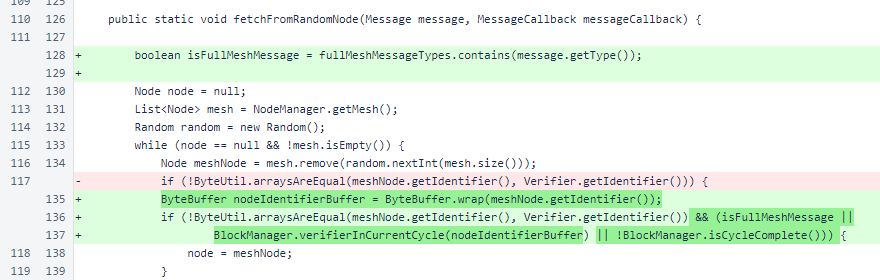 109 125
110 126 public static void fetchFromRandomNode(Message message, MessageCallback messageCallback) {
111 127
128 + boolean isFullMeshMessage = fullMeshMessageTypes.contains(message.getType());
129 +
112 130 Node node = null;
113 131 List<Node> mesh = NodeManager.getMesh();
114 132 Random random = new Random();
115 133 while (node == null && !mesh.isEmpty()) {
116 134 Node meshNode = mesh.remove(random.nextInt(mesh.size()));
117 - if (!ByteUtil.arraysAreEqual(meshNode.getIdentifier(), Verifier.getIdentifier())) {
135 + ByteBuffer nodeIdentifierBuffer = ByteBuffer.wrap(meshNode.getIdentifier());
136 + if (!ByteUtil.arraysAreEqual(meshNode.getIdentifier(), Verifier.getIdentifier()) && (isFullMeshMessage ||
137 + BlockManager.verifierInCurrentCycle(nodeIdentifierBuffer) || !BlockManager.isCycleComplete())) {
118 138 node = meshNode;
119 139 }